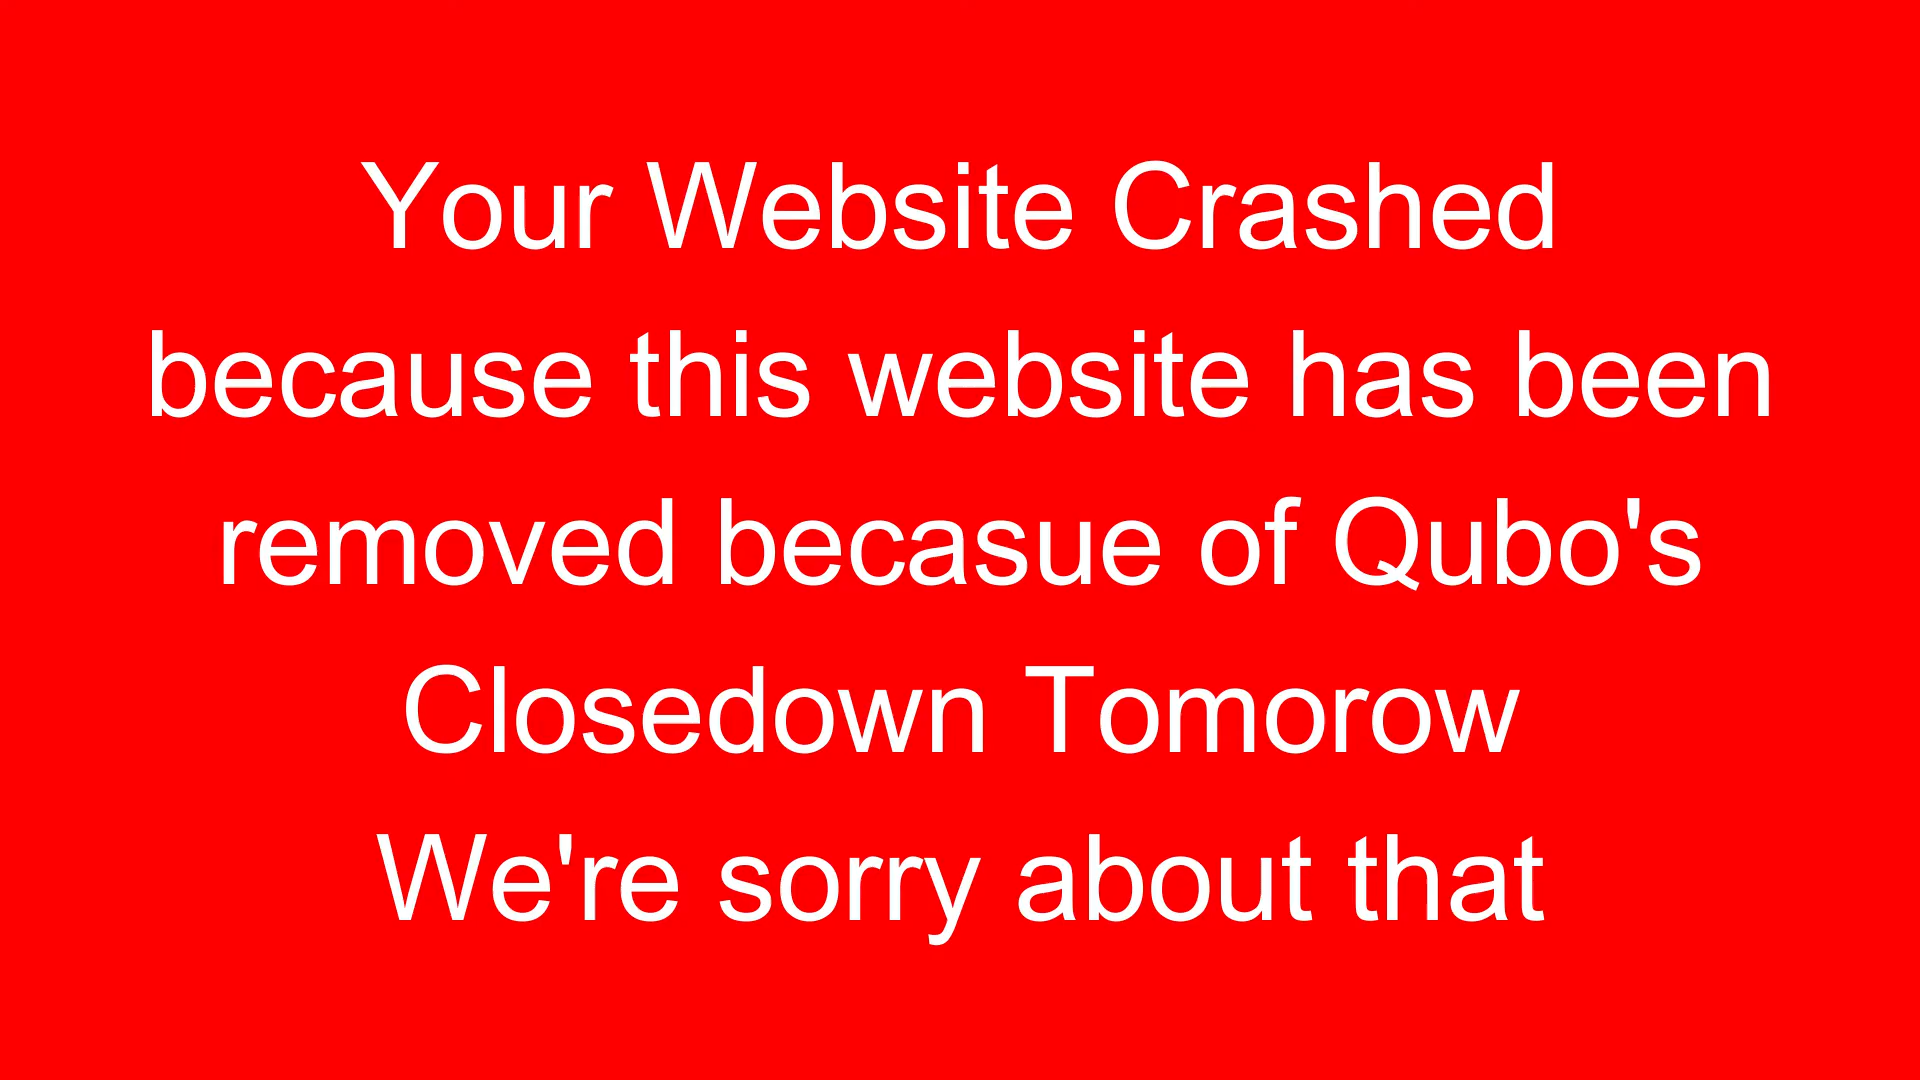 Your Website Crashed
because this website has been
removed becasue of Qubo's
Closedown Tomorow
We're sorry about that